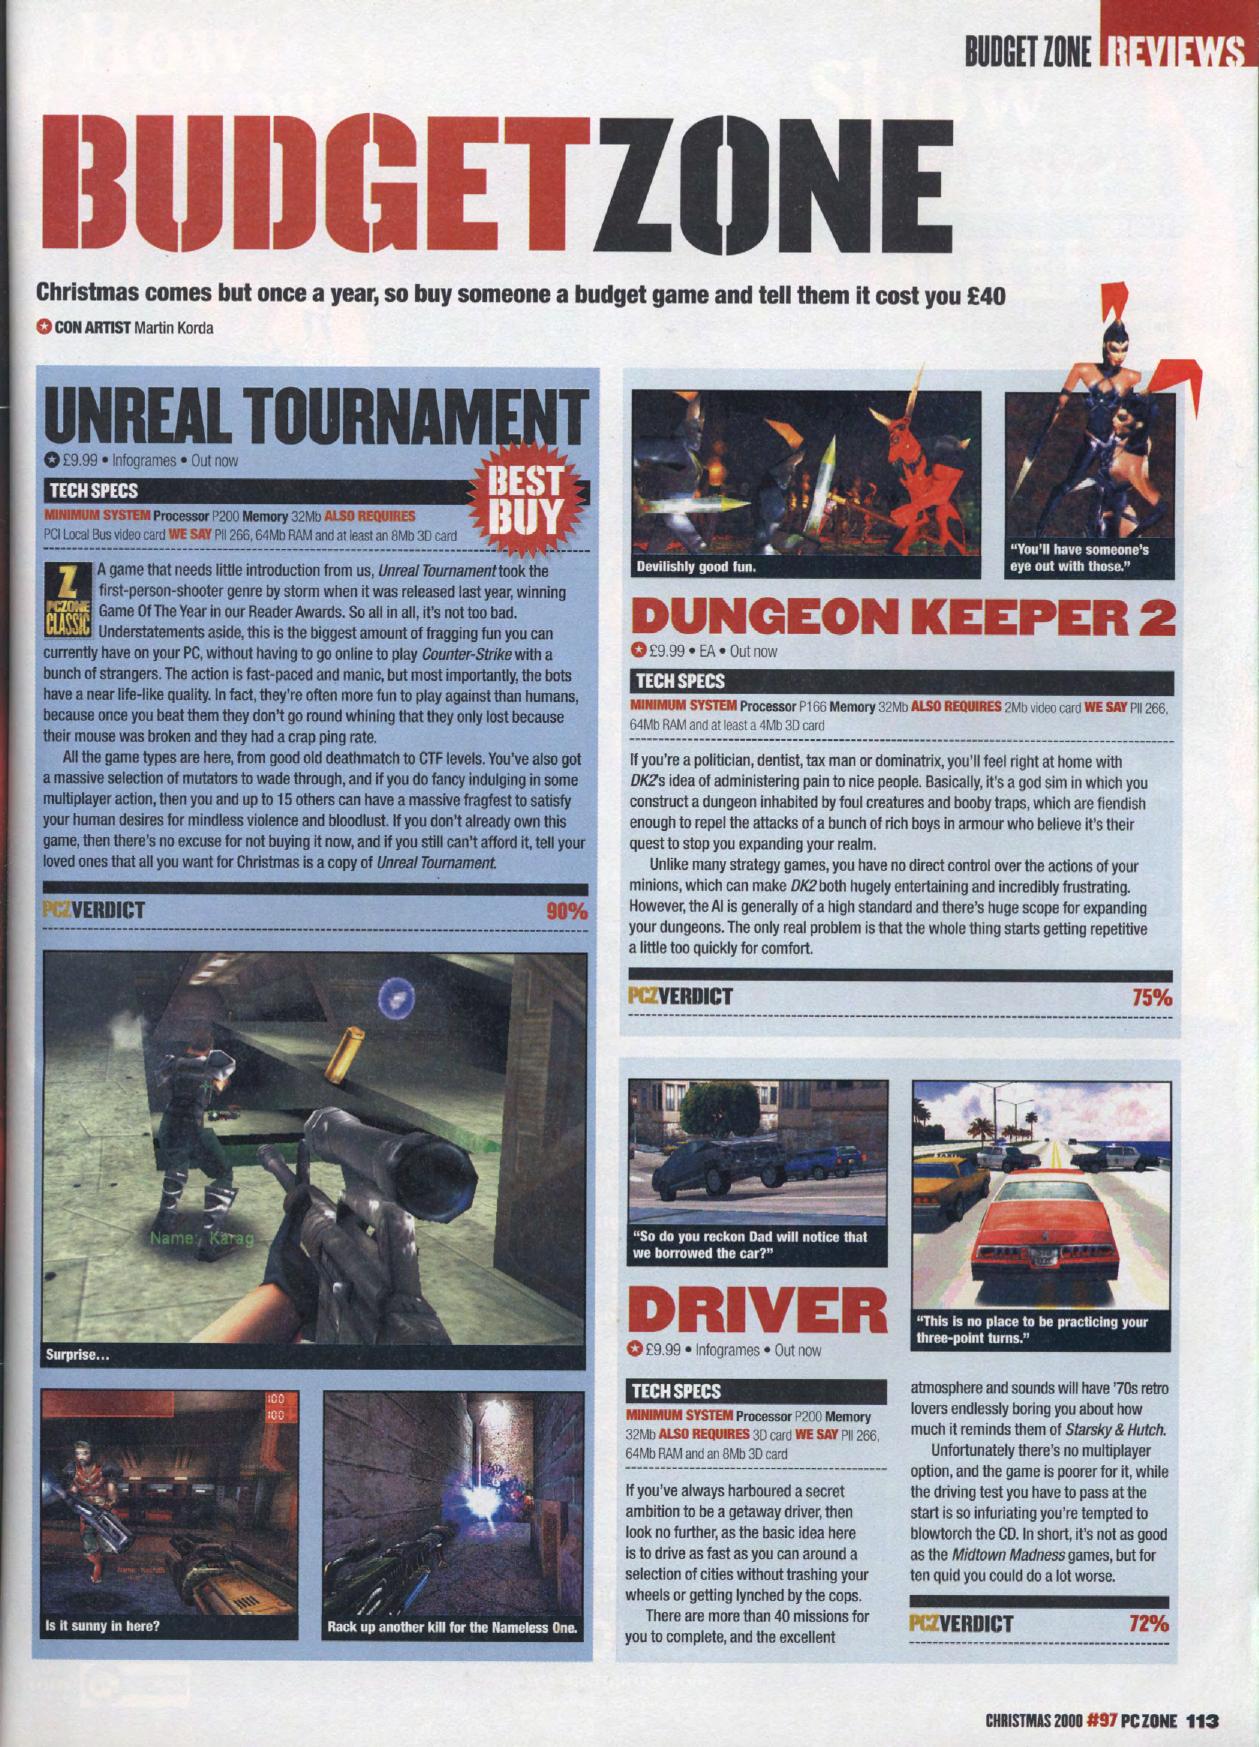 BUDGET ZONE REVIEWS
BUDGETZONE
Christmas comes but once a year, so buy someone a budget game and tell them it cost you £40
CON ARTIST Martin Korda
UNREAL TOURNAMENT
£9.99 • Infogrames • Out now
BEST
BUY
TECH SPECS
MINIMUM SYSTEM Processor P200 Memory 32Mb ALSO REQUIRES
PCI Local Bus video card WE SAY PII 266, 64Mb RAM and at least an 8Mb 3D card
Z
PCZONE
CLASSIC
A game that needs little introduction from us, Unreal Tournament took the
first-person-shooter genre by storm when it was released last year, winning
Game Of The Year in our Reader Awards. So all in all, it's not too bad.
Understatements aside, this is the biggest amount of fragging fun you can
currently have on your PC, without having to go online to play Counter-Strike with a
bunch of strangers. The action is fast-paced and manic, but most importantly, the bots
have a near life-like quality. In fact, they're often more fun to play against than humans,
because once you beat them they don't go round whining that they only lost because
their mouse was broken and they had a crap ping rate.
All the game types are here, from good old deathmatch to CTF levels. You've also got
a massive selection of mutators to wade through, and if you do fancy indulging in some
multiplayer action, then you and up to 15 others can have a massive fragfest to satisfy
your human desires for mindless violence and bloodlust. If you don't already own this
game, then there's no excuse for not buying it now, and if you still can't afford it, tell your
loved ones that all you want for Christmas is a copy of Unreal Tournament.
PCZVERDICT 90%
Name: Karag
Surprise...
100
100
Is it sunny in here?
Rack up another kill for the Nameless One.
Devilishly good fun.
"You'll have someone's
eye out with those."
DUNGEON KEEPER 2
£9.99 • EA • Out now
TECH SPECS
MINIMUM SYSTEM Processor P166 Memory 32Mb ALSO REQUIRES 2Mb video card WE SAY PII 266,
64Mb RAM and at least a 4Mb 3D card
If you're a politician, dentist, tax man or dominatrix, you'll feel right at home with
DK2's idea of administering pain to nice people. Basically, it's a god sim in which you
construct a dungeon inhabited by foul creatures and booby traps, which are fiendish
enough to repel the attacks of a bunch of rich boys in armour who believe it's their
quest to stop you expanding your realm.
Unlike many strategy games, you have no direct control over the actions of your
minions, which can make DK2 both hugely entertaining and incredibly frustrating.
However, the AI is generally of a high standard and there's huge scope for expanding
your dungeons. The only real problem is that the whole thing starts getting repetitive
a little too quickly for comfort.
PCZVERDICT 75%
"So do you reckon Dad will notice that
we borrowed the car?"
"This is no place to be practicing your
three-point turns."
DRIVER
£9.99 • Infogrames • Out now
TECH SPECS
MINIMUM SYSTEM Processor P200 Memory
32Mb ALSO REQUIRES 3D card WE SAY PII 266,
64Mb RAM and an 8Mb 3D card
If you've always harboured a secret
ambition to be a getaway driver, then
look no further, as the basic idea here
is to drive as fast as you can around a
selection of cities without trashing your
wheels or getting lynched by the cops.
There are more than 40 missions for
you to complete, and the excellent
atmosphere and sounds will have '70s retro
lovers endlessly boring you about how
much it reminds them of Starsky & Hutch.
Unfortunately there's no multiplayer
option, and the game is poorer for it, while
the driving test you have to pass at the
start is so infuriating you're tempted to
blowtorch the CD. In short, it's not as good
as the Midtown Madness games, but for
ten quid you could do a lot worse.
PCZVERDICT 72%
CHRISTMAS 2000 #97 PC ZONE 113